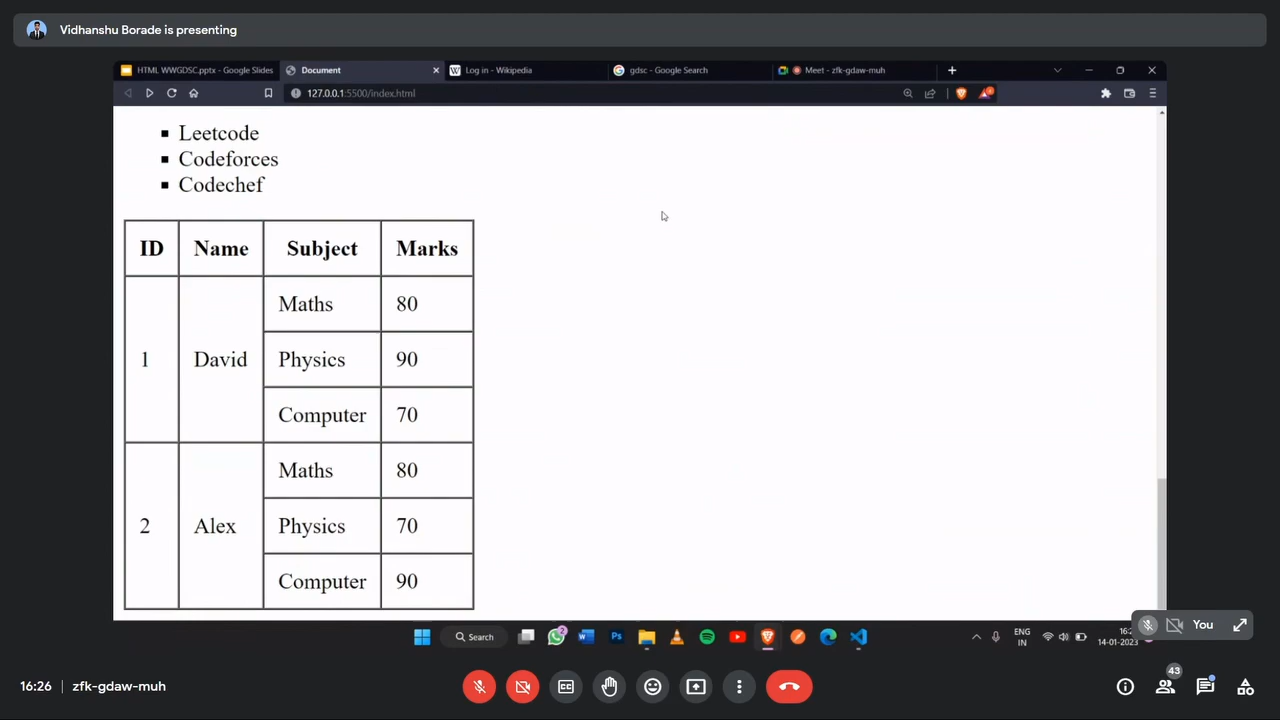 Vidhanshu Borade is presenting
HTML WWGDSC.pptx - Google Slides
Document
Log in - Wikipedia
gdsc - Google Search
Meet - zfk-gdaw-muh
127.0.0.1:5500/index.html
Leetcode
Codeforces
Codechef
ID Name Subject Marks
1 David Maths 80
Physics 90
Computer 70
2 Alex Maths 80
Physics 70
Computer 90
Search
2
ENG
IN
14-01-2023
You
16:26 | zfk-gdaw-muh
43